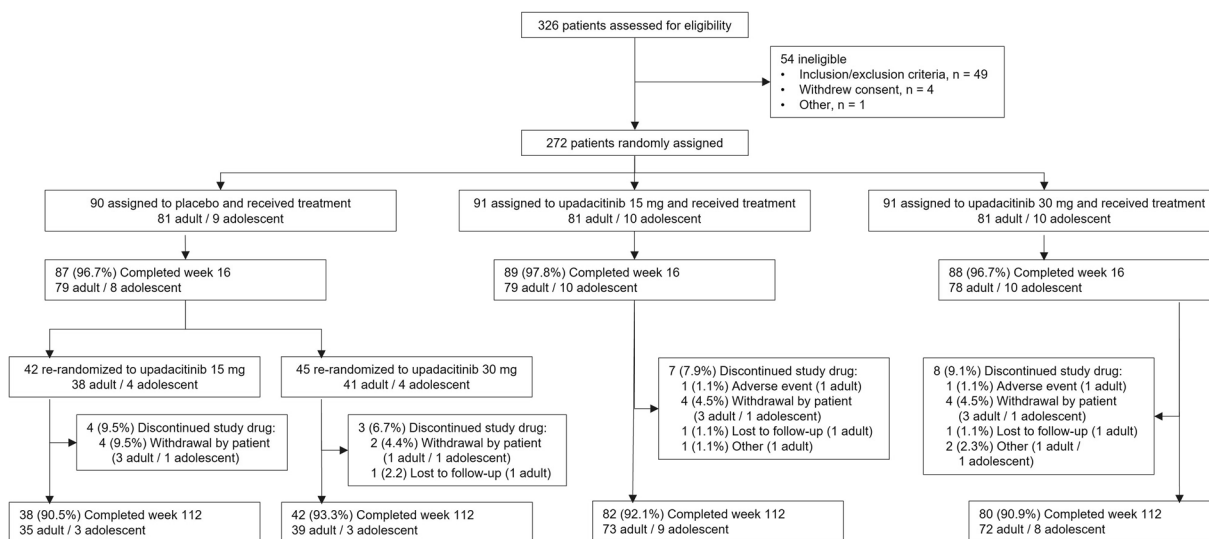 326 patients assessed for eligibility
54 ineligible
• Inclusion/exclusion criteria, n = 49
• Withdrew consent, n = 4
• Other, n = 1
272 patients randomly assigned
90 assigned to placebo and received treatment
81 adult / 9 adolescent
91 assigned to upadacitinib 15 mg and received treatment
81 adult / 10 adolescent
91 assigned to upadacitinib 30 mg and received treatment
81 adult / 10 adolescent
87 (96.7%) Completed week 16
79 adult / 8 adolescent
89 (97.8%) Completed week 16
79 adult / 10 adolescent
88 (96.7%) Completed week 16
78 adult / 10 adolescent
42 re-randomized to upadacitinib 15 mg
38 adult / 4 adolescent
45 re-randomized to upadacitinib 30 mg
41 adult / 4 adolescent
7 (7.9%) Discontinued study drug:
1 (1.1%) Adverse event (1 adult)
4 (4.5%) Withdrawal by patient
(3 adult / 1 adolescent)
1 (1.1%) Lost to follow-up (1 adult)
1 (1.1%) Other (1 adult)
8 (9.1%) Discontinued study drug:
1 (1.1%) Adverse event (1 adult)
4 (4.5%) Withdrawal by patient
(3 adult / 1 adolescent)
1 (1.1%) Lost to follow-up (1 adult)
2 (2.3%) Other (1 adult /
1 adolescent)
4 (9.5%) Discontinued study drug:
4 (9.5%) Withdrawal by patient
(3 adult / 1 adolescent)
3 (6.7%) Discontinued study drug:
2 (4.4%) Withdrawal by patient
(1 adult / 1 adolescent)
1 (2.2) Lost to follow-up (1 adult)
38 (90.5%) Completed week 112
35 adult / 3 adolescent
42 (93.3%) Completed week 112
39 adult / 3 adolescent
82 (92.1%) Completed week 112
73 adult / 9 adolescent
80 (90.9%) Completed week 112
72 adult / 8 adolescent